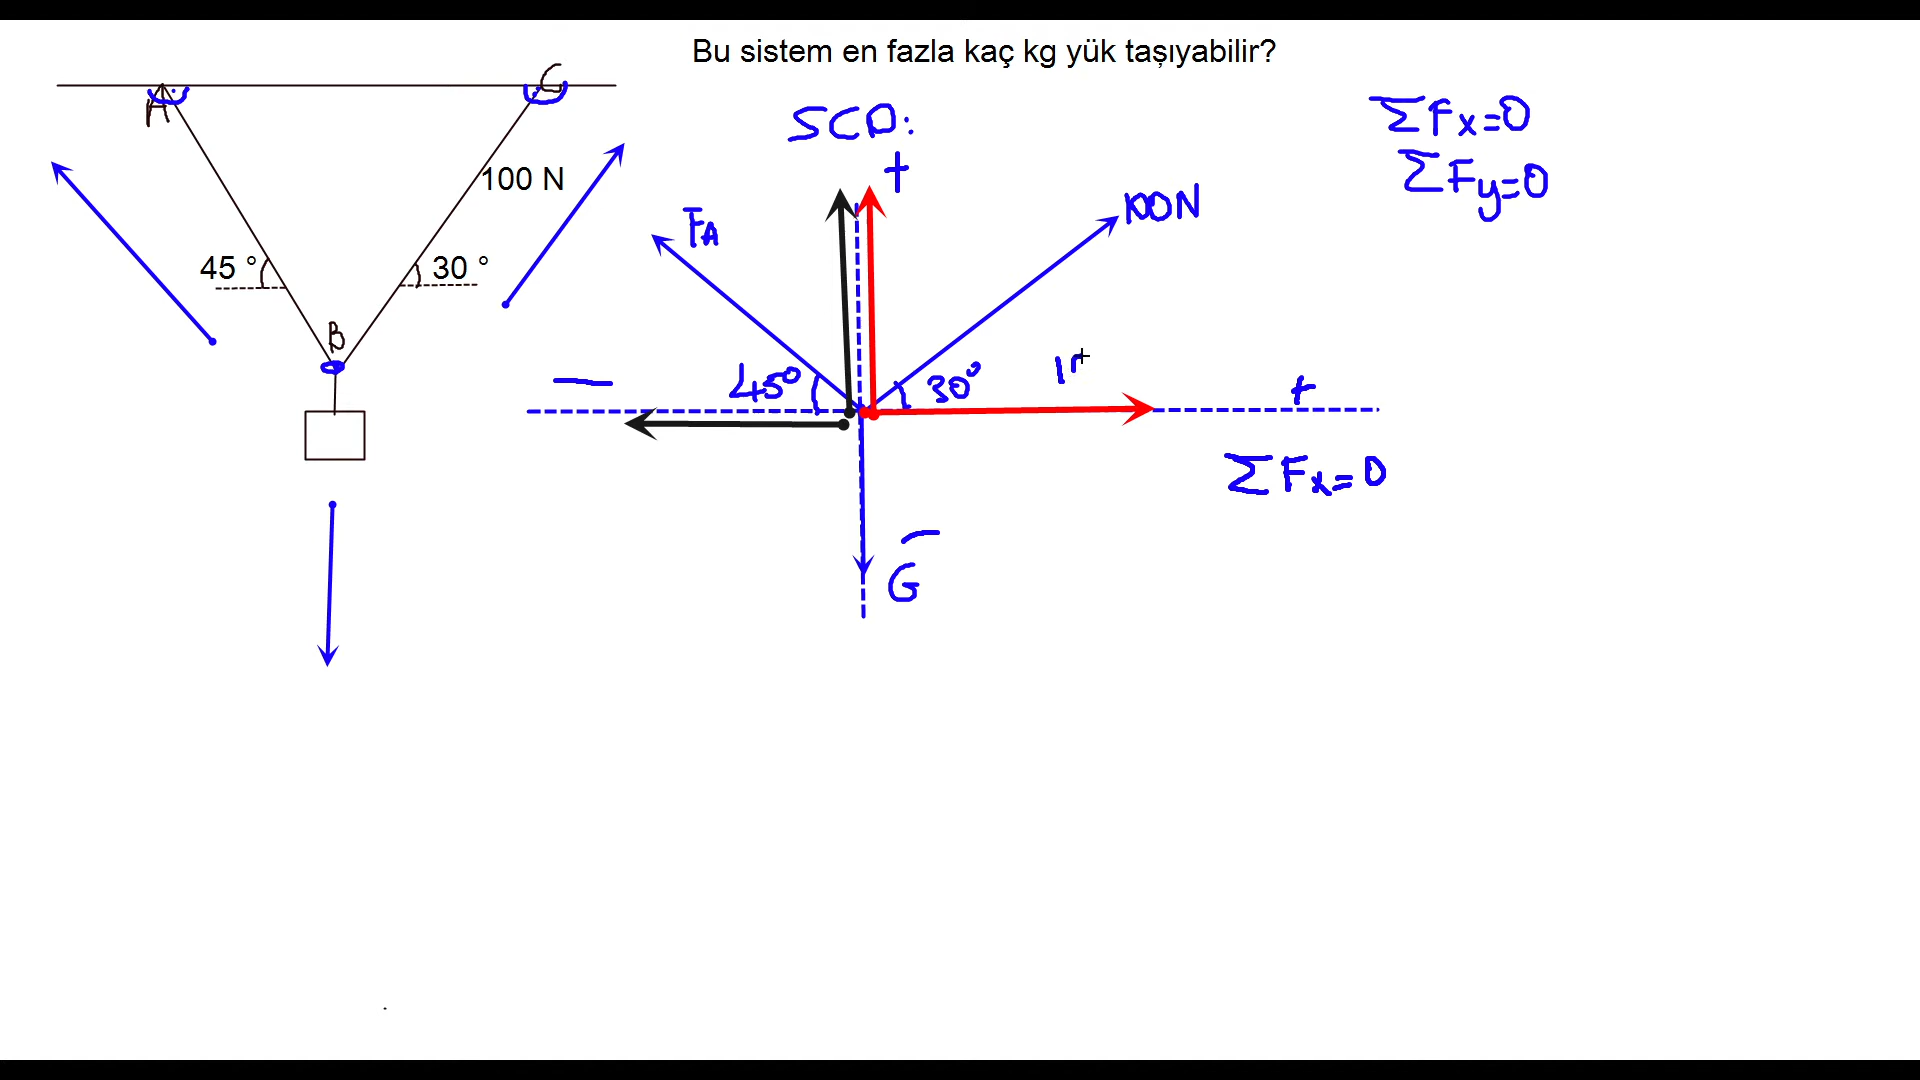 Bu sistem en fazla kaç kg yük taşıyabilir?
A
C
100 N
45 °
30 °
B
SCD:
+
ΣFx=0
ΣFy=0
FA
100N
45°
30°
—
+
ΣFx=0
—
G